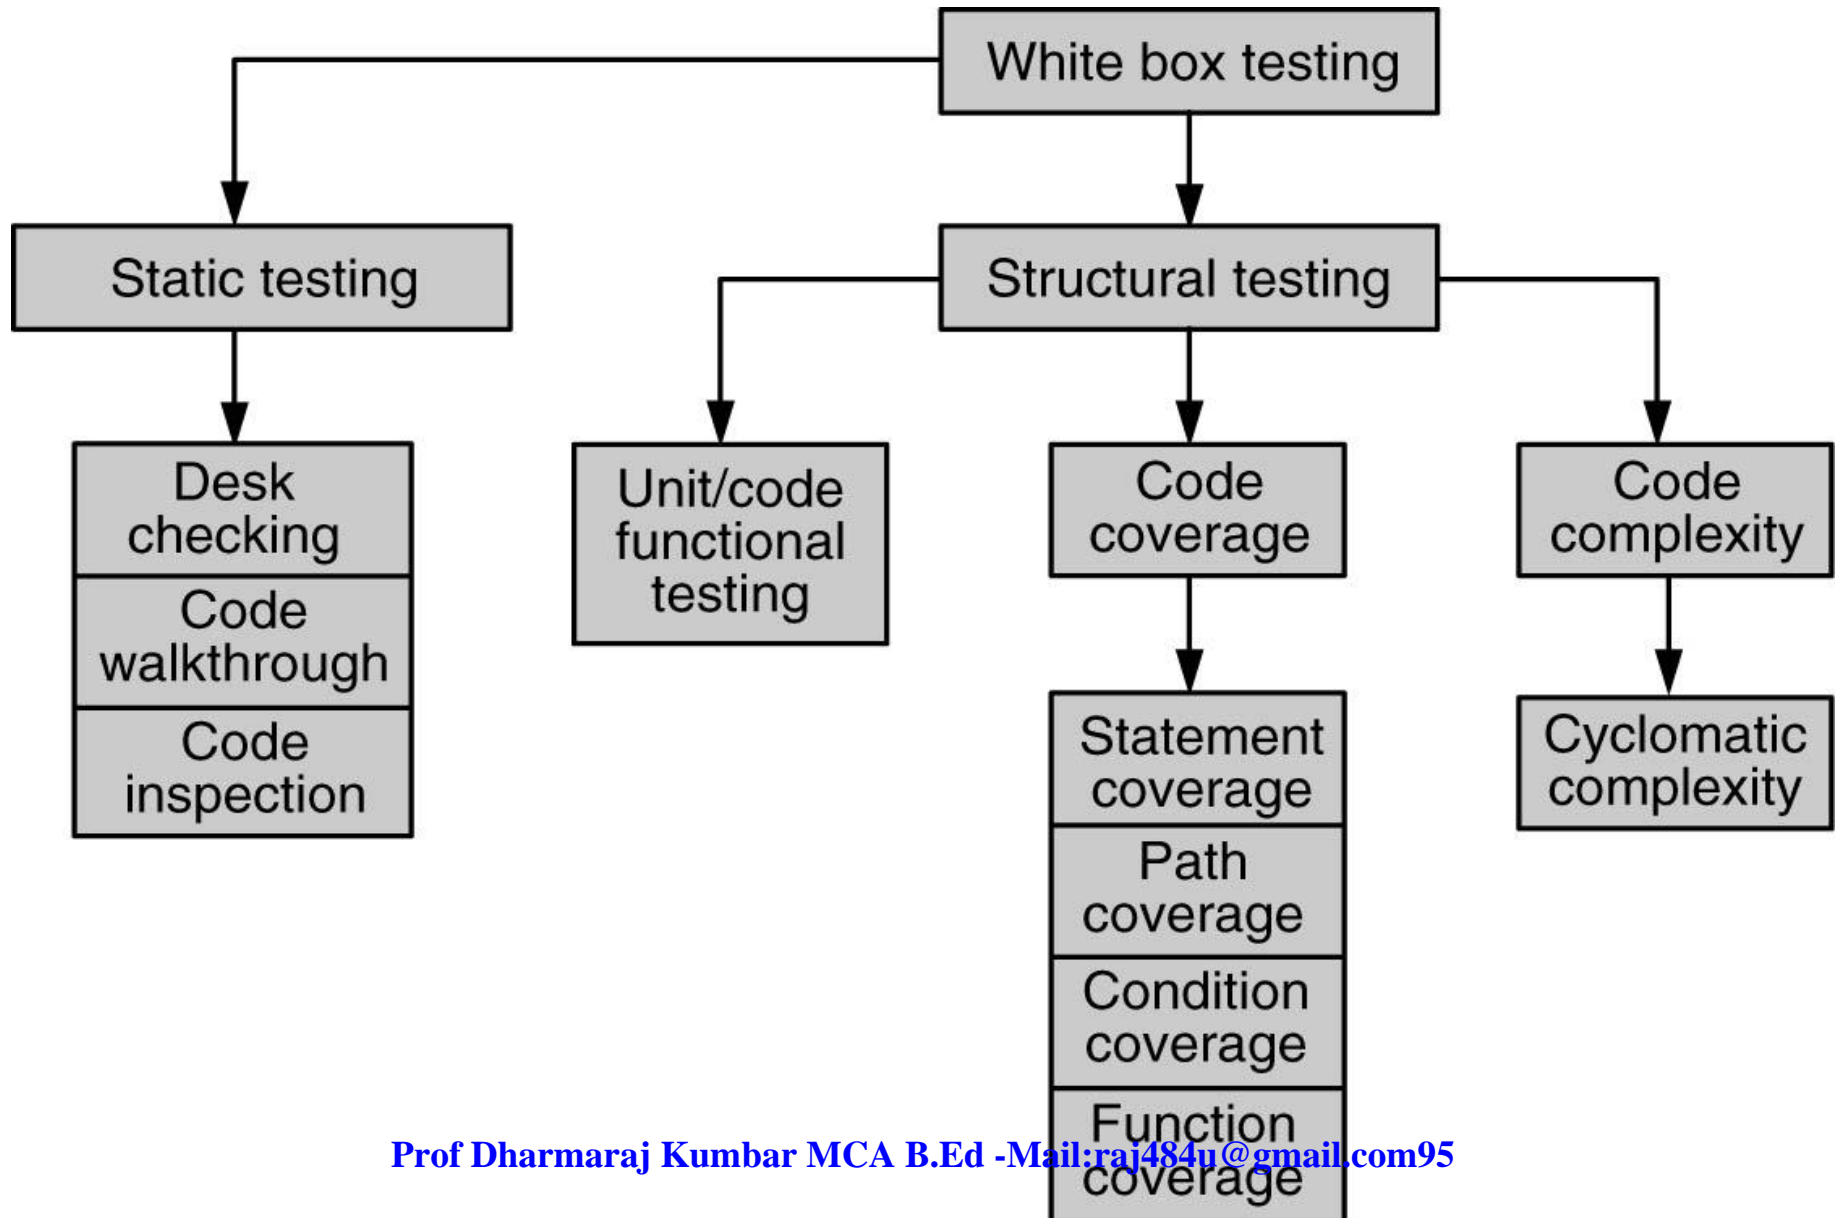 White box testing
Static testing
Structural testing
Desk
checking
Code
walkthrough
Code
inspection
Unit/code
functional
testing
Code
coverage
Code
complexity
Statement
coverage
Path
coverage
Condition
coverage
Function
coverage
Cyclomatic
complexity
Prof Dharmaraj Kumbar MCA B.Ed -Mail:raj484u@gmail.com95